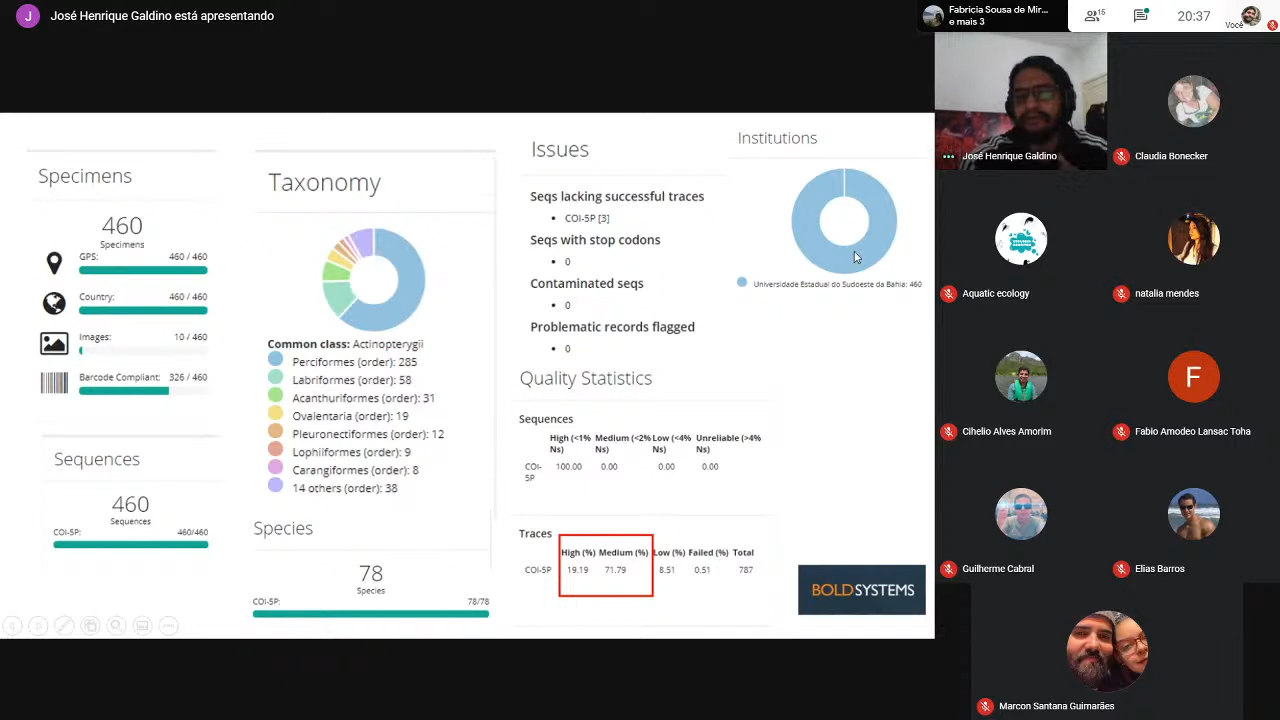 J José Henrique Galdino está apresentando
Fabricia Sousa de Mir...
e mais 3
15
20:37
Você
Specimens
460
Specimens
GPS: 460 / 460
Country: 460 / 460
Images: 10 / 460
Barcode Compliant: 326 / 460
Sequences
460
Sequences
COI-5P: 460/460
Taxonomy
Common class: Actinopterygii
Perciformes (order): 285
Labriformes (order): 58
Acanthuriformes (order): 31
Ovalentaria (order): 19
Pleuronectiformes (order): 12
Lophiiformes (order): 9
Carangiformes (order): 8
14 others (order): 38
Species
78
Species
COI-5P: 78/78
Issues
Seqs lacking successful traces
• COI-5P [3]
Seqs with stop codons
• 0
Contaminated seqs
• 0
Problematic records flagged
• 0
Quality Statistics
Sequences
High (<1% Ns) Medium (<2% Ns) Low (<4% Ns) Unreliable (>4% Ns)
COI-5P 100.00 0.00 0.00 0.00
Traces
High (%) Medium (%) Low (%) Failed (%) Total
COI-5P 19.19 71.79 8.51 0.51 787
Institutions
Universidade Estadual do Sudoeste da Bahia: 460
BOLDSYSTEMS
José Henrique Galdino
Claudia Bonecker
Aquatic ecology
natalia mendes
Cihelio Alves Amorim
F
Fabio Amodeo Lansac Toha
Guilherme Cabral
Elias Barros
Marcon Santana Guimarães